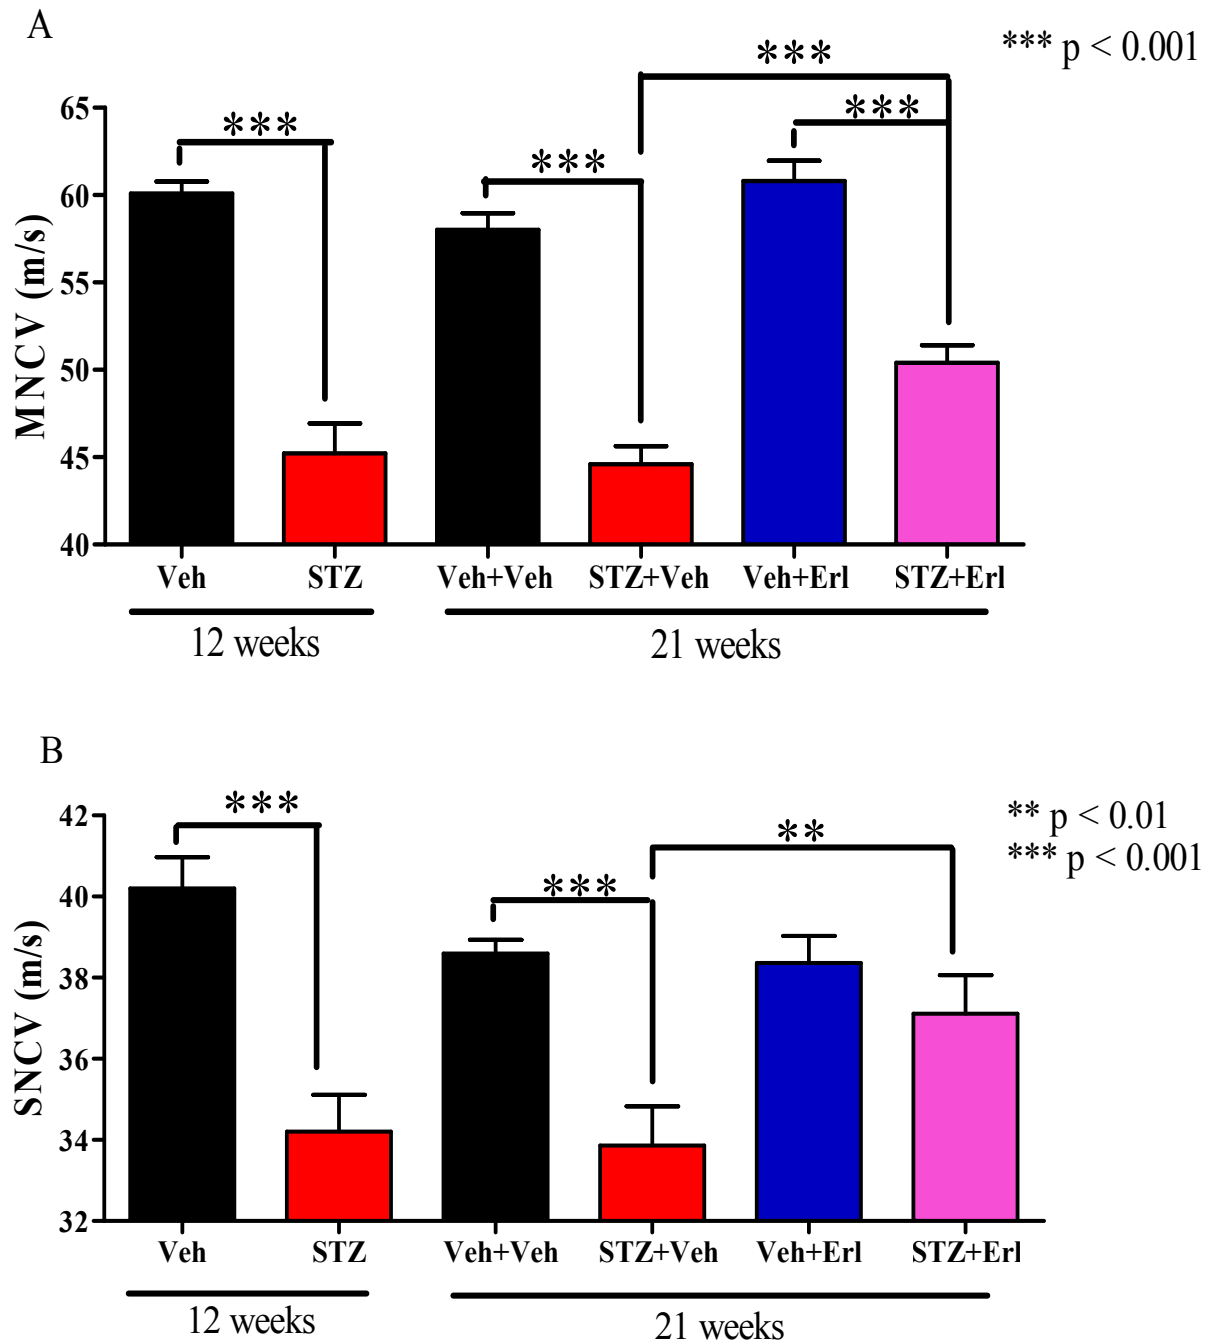 A
*** p < 0.001
***
***
***
***
65
60
55
50
45
40
MNCV (m/s)
Veh STZ Veh+Veh STZ+Veh Veh+Erl STZ+Erl
12 weeks 21 weeks
B
** p < 0.01
*** p < 0.001
***
**
***
42
40
38
36
34
32
SNCV (m/s)
Veh STZ Veh+Veh STZ+Veh Veh+Erl STZ+Erl
12 weeks 21 weeks